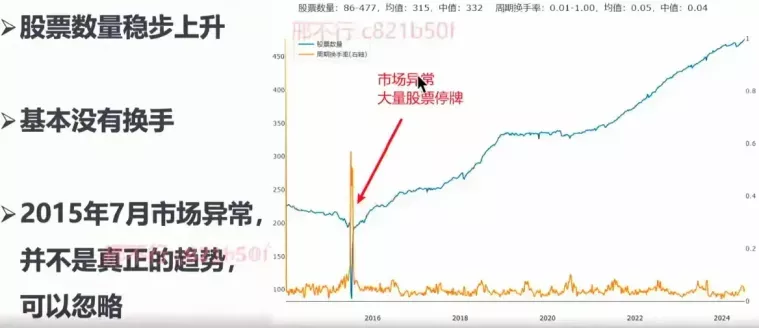 ➢股票数量稳步上升
➢基本没有换手
➢2015年7月市场异常，
并不是真正的趋势，
可以忽略
邢不行 c821b50f
股票数量：86-477，均值：315，中值：332 周期换手率：0.01-1.00，均值：0.05，中值：0.04
邢不行 c821b50f
股票数量
周期换手率(右轴)
市场异常
大量股票停牌
450
400
350
300
250
200
150
100
1
0.8
0.6
0.4
0.2
0
2016
2018
2020
2022
2024